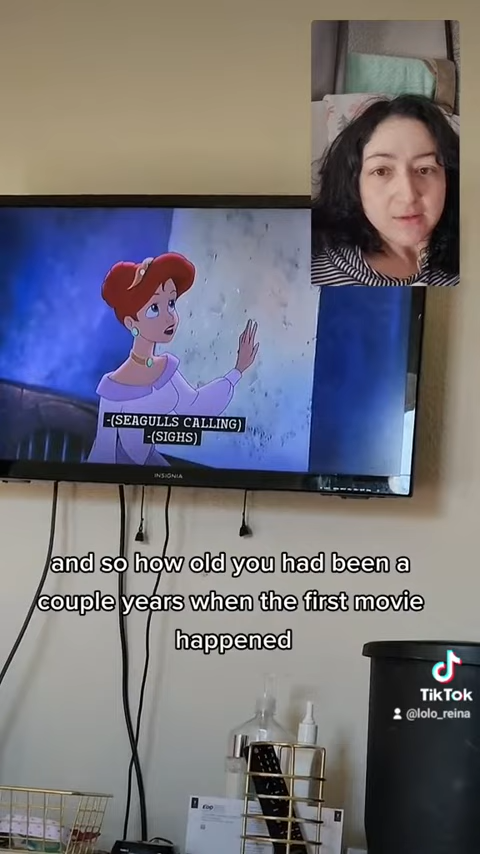 -(SEAGULLS CALLING)
-(SIGHS)
INSIGNIA
and so how old you had been a
couple years when the first movie
happened
TikTok
@lolo_reina